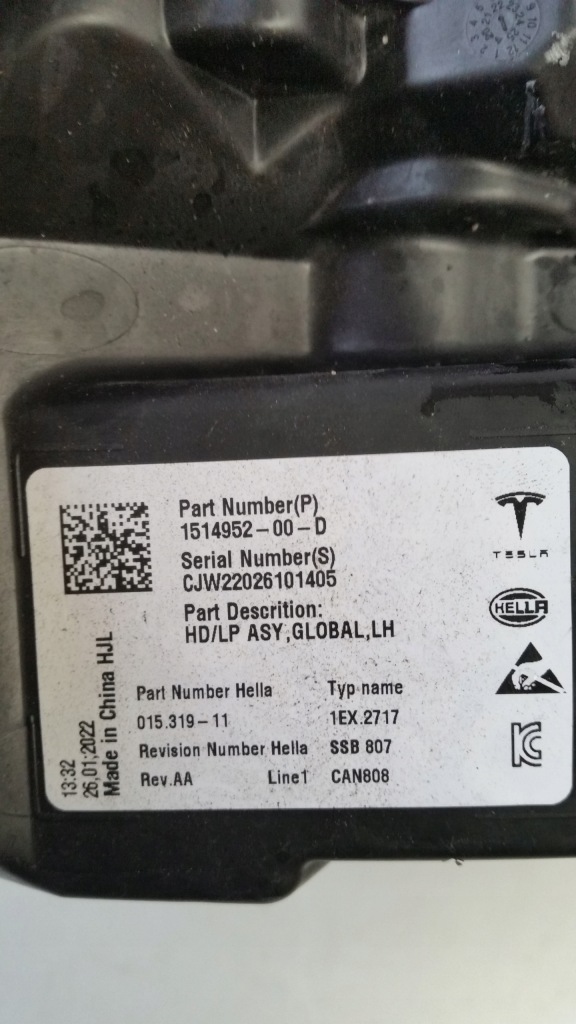 Part Number(P)
1514952-00-D
Serial Number(S)
CJW22026101405
Part Descrition:
HD/LP ASY,GLOBAL,LH
TESLA
HELLA
Part Number Hella
Typ name
015.319-11
1EX.2717
Revision Number Hella
SSB 807
Rev.AA
Line1
CAN808
13:32
26,01;2022
Made in China HJL